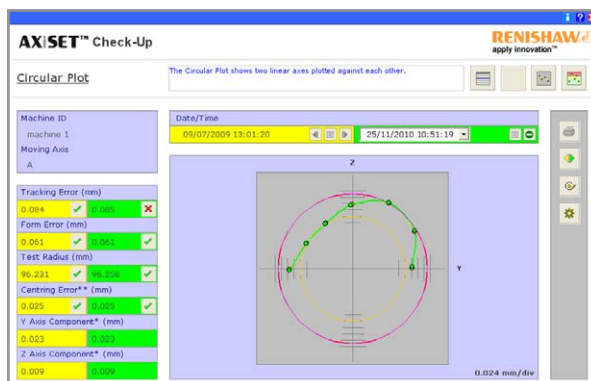 AXiSET™ Check-Up
RENISHAW
apply innovation™
Circular Plot
The Circular Plot shows two linear axes plotted against each other.
Machine ID
machine 1
Moving Axis
A
Date/Time
09/07/2009 13:01:20
25/11/2010 10:51:19
Tracking Error (mm)
0.084 0.085
Form Error (mm)
0.061 0.061
Test Radius (mm)
96.231 96.258
Centring Error** (mm)
0.025 0.025
Y Axis Component* (mm)
0.023 0.023
Z Axis Component* (mm)
0.009 0.009
Z
Y
0.024 mm/div